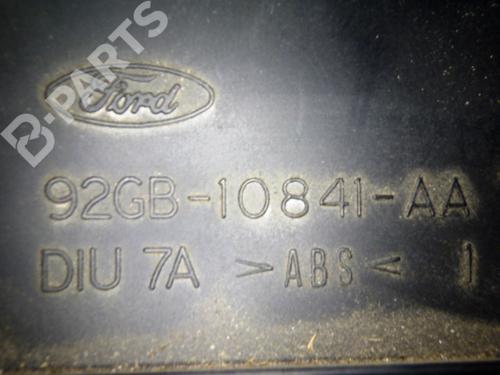 B-PARTS
Ford
92GB-10841-AA
DIU 7A >ABS< 1